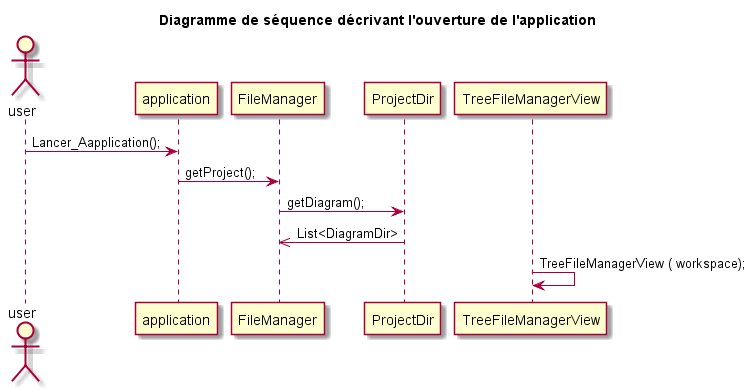 Diagramme de séquence décrivant l'ouverture de l'application
user
application
FileManager
ProjectDir
TreeFileManagerView
Lancer_Aapplication();
getProject();
getDiagram();
List<DiagramDir>
TreeFileManagerView ( workspace);
user
application
FileManager
ProjectDir
TreeFileManagerView